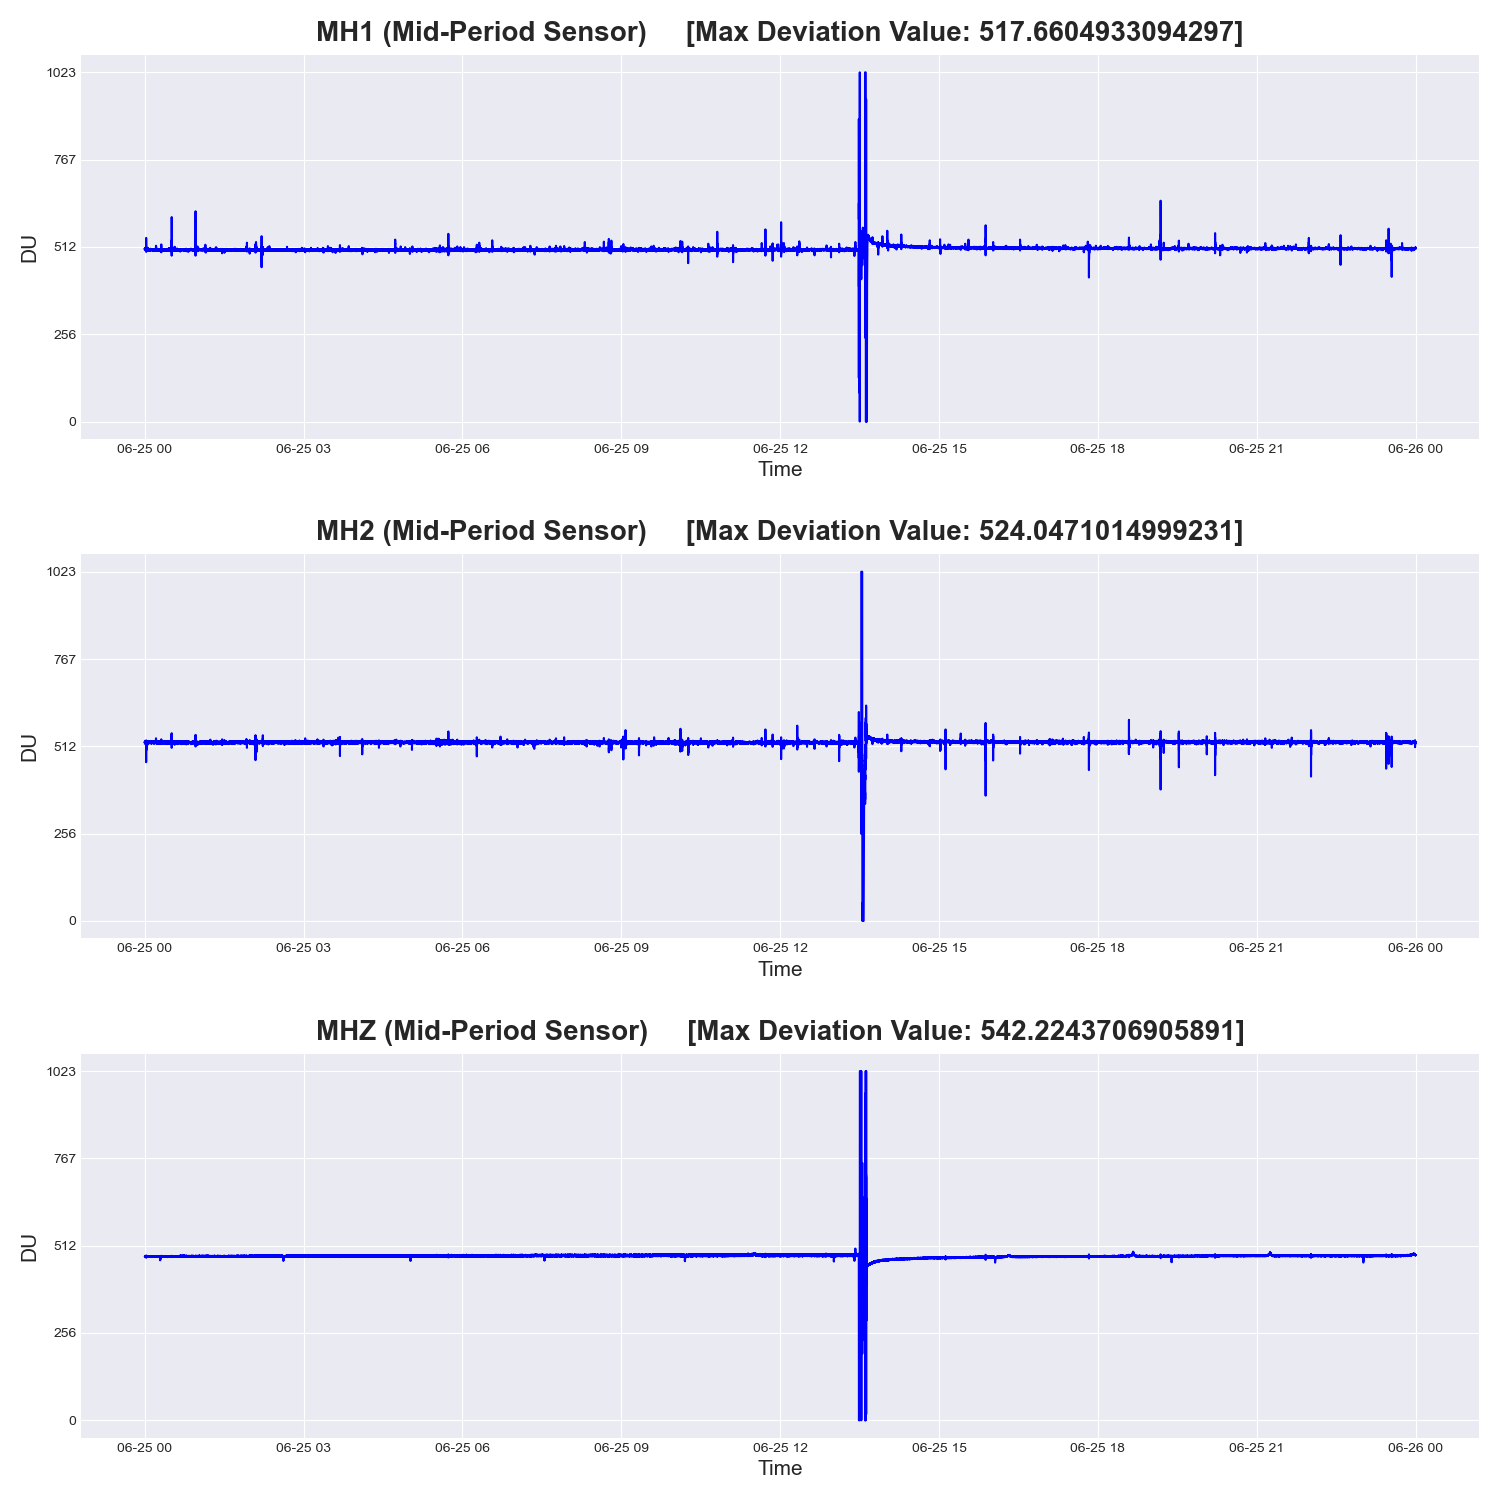 MH1 (Mid-Period Sensor) [Max Deviation Value: 517.6604933094297]
1023
767
512
256
0
DU
06-25 00 06-25 03 06-25 06 06-25 09 06-25 12 06-25 15 06-25 18 06-25 21 06-26 00
Time
MH2 (Mid-Period Sensor) [Max Deviation Value: 524.0471014999231]
1023
767
512
256
0
DU
06-25 00 06-25 03 06-25 06 06-25 09 06-25 12 06-25 15 06-25 18 06-25 21 06-26 00
Time
MHZ (Mid-Period Sensor) [Max Deviation Value: 542.2243706905891]
1023
767
512
256
0
DU
06-25 00 06-25 03 06-25 06 06-25 09 06-25 12 06-25 15 06-25 18 06-25 21 06-26 00
Time